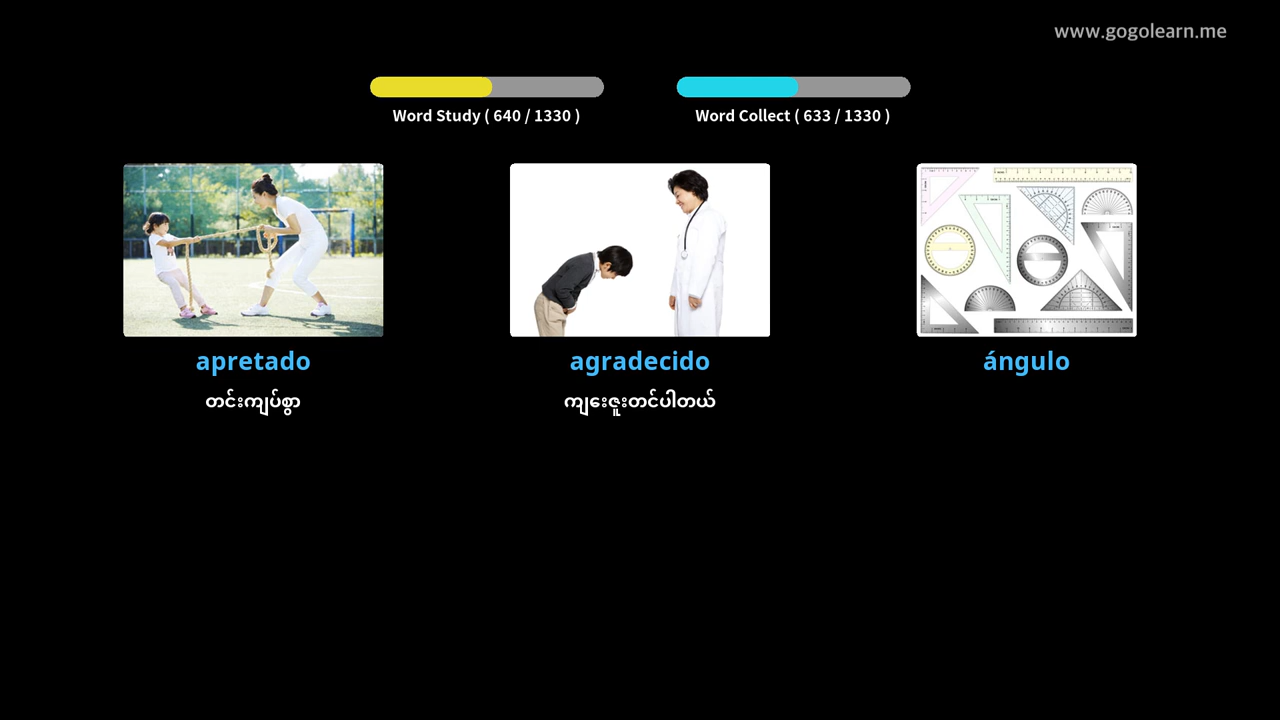 www.gogolearn.me
Word Study ( 640 / 1330 )
Word Collect ( 633 / 1330 )
apretado
agradecido
ángulo
တင်းကျပ်စွာ
ကျေးဇူးတင်ပါတယ်